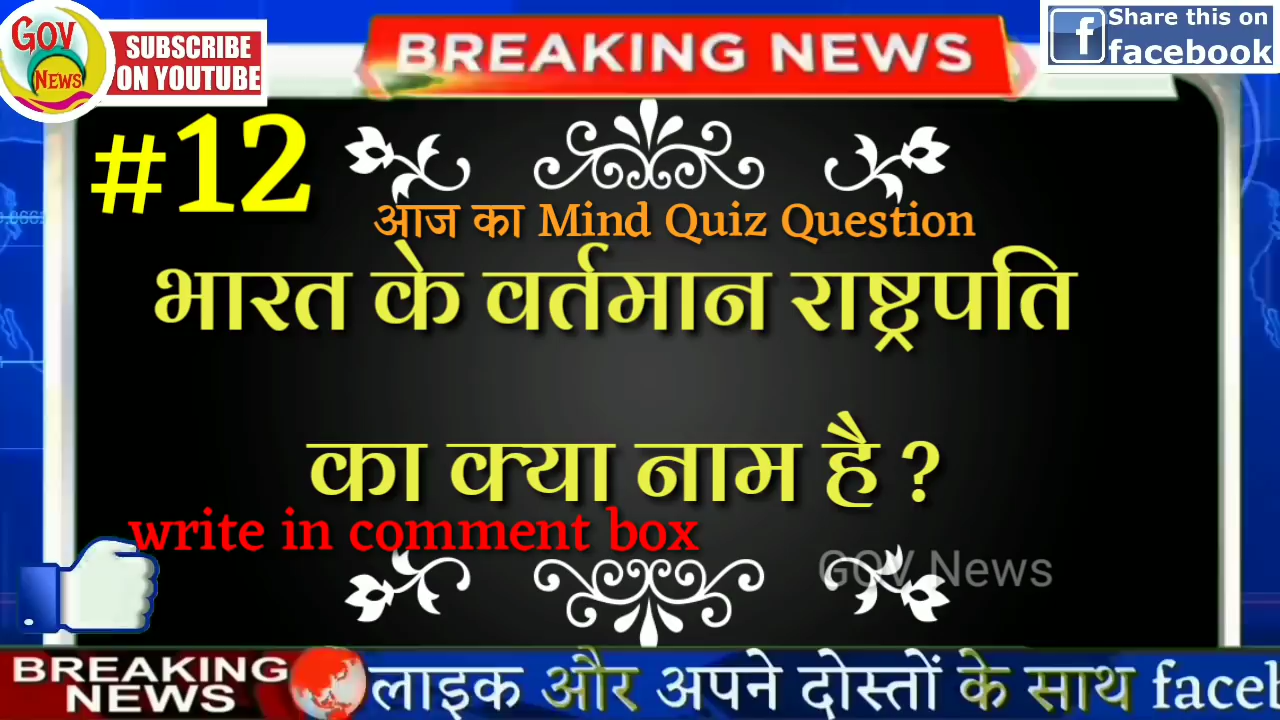 GOV
NEWS
SUBSCRIBE
ON YOUTUBE
BREAKING NEWS
Share this on
facebook
#12
आज का Mind Quiz Question
भारत के वर्तमान राष्ट्रपति
का क्या नाम है ?
write in comment box
GOV News
BREAKING
NEWS
लाइक और अपने दोस्तों के साथ faceb